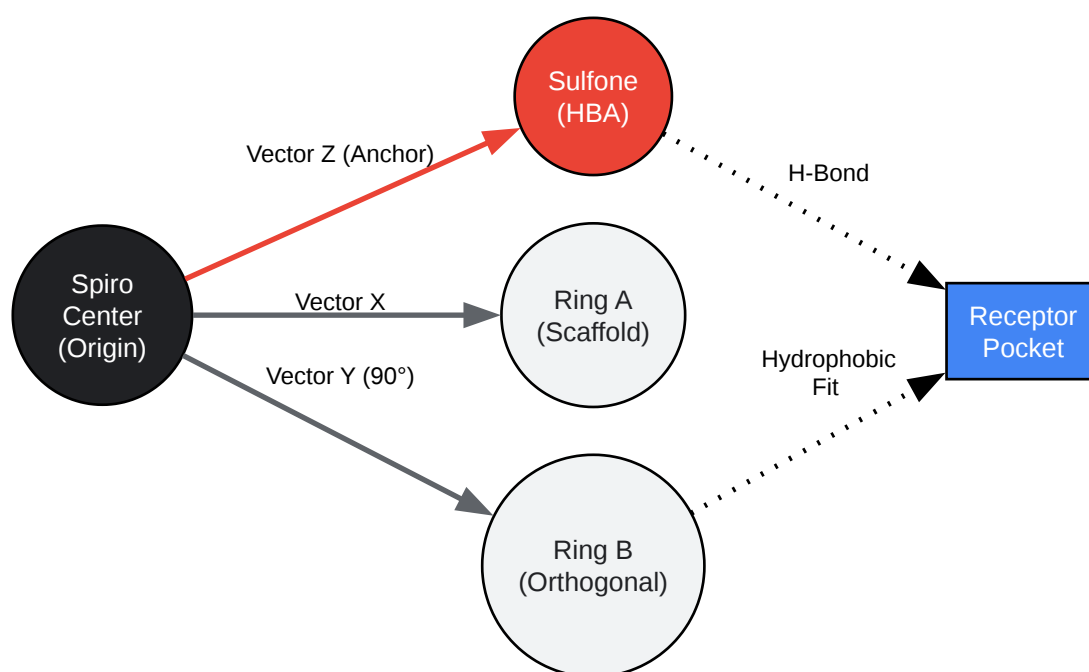 Sulfone
(HBA)
Vector Z (Anchor)
H-Bond
Spiro
Center
(Origin)
Vector X
Ring A
(Scaffold)
Receptor
Pocket
Vector Y (90°)
Hydrophobic
Fit
Ring B
(Orthogonal)